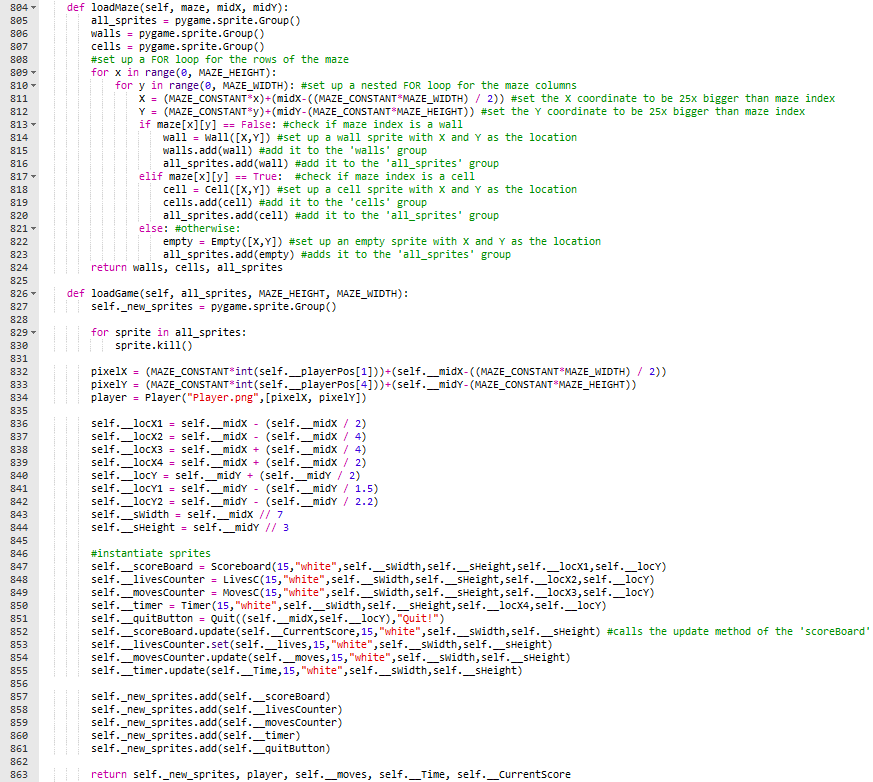 804 def loadMaze(self, maze, midX, midY):
805 all_sprites = pygame.sprite.Group()
806 walls = pygame.sprite.Group()
807 cells = pygame.sprite.Group()
808 #set up a FOR loop for the rows of the maze
809 for x in range(0, MAZE_HEIGHT):
810 for y in range(0, MAZE_WIDTH): #set up a nested FOR loop for the maze columns
811 X = (MAZE_CONSTANT*x)+(midX-((MAZE_CONSTANT*MAZE_WIDTH) / 2)) #set the X coordinate to be 25x bigger than maze index
812 Y = (MAZE_CONSTANT*y)+(midY-(MAZE_CONSTANT*MAZE_HEIGHT)) #set the Y coordinate to be 25x bigger than maze index
813 if maze[x][y] == False: #check if maze index is a wall
814 wall = Wall([X,Y]) #set up a wall sprite with X and Y as the location
815 walls.add(wall) #add it to the 'walls' group
816 all_sprites.add(wall) #add it to the 'all_sprites' group
817 elif maze[x][y] == True: #check if maze index is a cell
818 cell = Cell([X,Y]) #set up a cell sprite with X and Y as the location
819 cells.add(cell) #add it to the 'cells' group
820 all_sprites.add(cell) #add it to the 'all_sprites' group
821 else: #otherwise:
822 empty = Empty([X,Y]) #set up an empty sprite with X and Y as the location
823 all_sprites.add(empty) #adds it to the 'all_sprites' group
824 return walls, cells, all_sprites
825
826 def loadGame(self, all_sprites, MAZE_HEIGHT, MAZE_WIDTH):
827 self._new_sprites = pygame.sprite.Group()
828
829 for sprite in all_sprites:
830 sprite.kill()
831
832 pixelX = (MAZE_CONSTANT*int(self.__playerPos[1]))+(self.__midX-((MAZE_CONSTANT*MAZE_WIDTH) / 2))
833 pixelY = (MAZE_CONSTANT*int(self.__playerPos[4]))+(self.__midY-(MAZE_CONSTANT*MAZE_HEIGHT))
834 player = Player("Player.png",[pixelX, pixelY])
835
836 self.__locX1 = self.__midX - (self.__midX / 2)
837 self.__locX2 = self.__midX - (self.__midX / 4)
838 self.__locX3 = self.__midX + (self.__midX / 4)
839 self.__locX4 = self.__midX + (self.__midX / 2)
840 self.__locY = self.__midY + (self.__midY / 2)
841 self.__locY1 = self.__midY - (self.__midY / 1.5)
842 self.__locY2 = self.__midY - (self.__midY / 2.2)
843 self.__sWidth = self.__midX // 7
844 self.__sHeight = self.__midY // 3
845
846 #instantiate sprites
847 self.__scoreBoard = Scoreboard(15,"white",self.__sWidth,self.__sHeight,self.__locX1,self.__locY)
848 self.__livesCounter = LivesC(15,"white",self.__sWidth,self.__sHeight,self.__locX2,self.__locY)
849 self.__movesCounter = MovesC(15,"white",self.__sWidth,self.__sHeight,self.__locX3,self.__locY)
850 self.__timer = Timer(15,"white",self.__sWidth,self.__sHeight,self.__locX4,self.__locY)
851 self.__quitButton = Quit((self.__midX,self.__locY),"Quit!")
852 self.__scoreBoard.update(self.__CurrentScore,15,"white",self.__sWidth,self.__sHeight) #calls the update method of the 'scoreBoard'
853 self.__livesCounter.set(self.__lives,15,"white",self.__sWidth,self.__sHeight)
854 self.__movesCounter.update(self.__moves,15,"white",self.__sWidth,self.__sHeight)
855 self.__timer.update(self.__Time,15,"white",self.__sWidth,self.__sHeight)
856
857 self._new_sprites.add(self.__scoreBoard)
858 self._new_sprites.add(self.__livesCounter)
859 self._new_sprites.add(self.__movesCounter)
860 self._new_sprites.add(self.__timer)
861 self._new_sprites.add(self.__quitButton)
862
863 return self._new_sprites, player, self.__moves, self.__Time, self.__CurrentScore